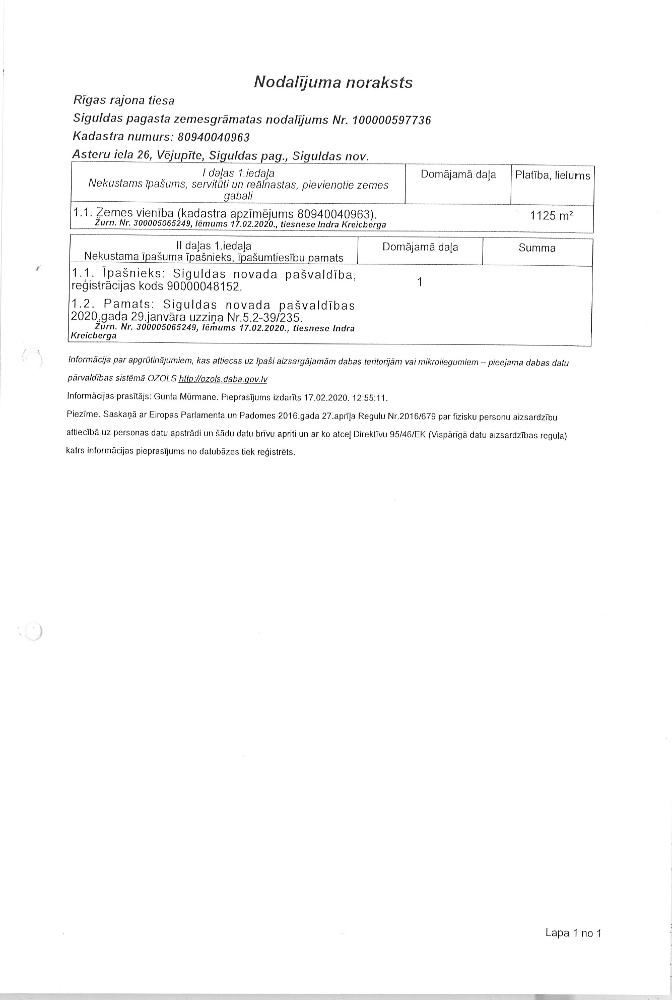 Nodalījuma noraksts
Rīgas rajona tiesa
Siguldas pagasta zemesgrāmatas nodalījums Nr. 100000597736
Kadastra numurs: 80940040963
Asteru iela 26, Vējupīte, Siguldas pag., Siguldas nov.
I daļas 1.iedaļa
Nekustams īpašums, servitūti un reālnastas, pievienotie zemes
gabali
Domājamā daļa
Platība, lielums
1.1. Zemes vienība (kadastra apzīmējums 80940040963).
Žurn. Nr. 300005065249, lēmums 17.02.2020., tiesnese Indra Kreicberga
1125 m²
II daļas 1.iedaļa
Nekustama īpašuma īpašnieks, īpašumtiesību pamats
Domājamā daļa
Summa
1.1. Īpašnieks: Siguldas novada pašvaldība,
reģistrācijas kods 90000048152.
1
1.2. Pamats: Siguldas novada pašvaldības
2020.gada 29.janvāra uzziņa Nr.5.2-39/235.
Žurn. Nr. 300005065249, lēmums 17.02.2020., tiesnese Indra
Kreicberga
Informācija par apgrūtinājumiem, kas attiecas uz īpaši aizsargājamām dabas teritorijām vai mikroliegumiem – pieejama dabas datu
pārvaldības sistēmā OZOLS http://ozols.daba.gov.lv
Informācijas prasītājs: Gunta Mūrmane. Pieprasījums izdarīts 17.02.2020. 12:55:11.
Piezīme. Saskaņā ar Eiropas Parlamenta un Padomes 2016.gada 27.aprīļa Regulu Nr.2016/679 par fizisku personu aizsardzību
attiecībā uz personas datu apstrādi un šādu datu brīvu apriti un ar ko atceļ Direktīvu 95/46/EK (Vispārīgā datu aizsardzības regula)
katrs informācijas pieprasījums no datubāzes tiek reģistrēts.
Lapa 1 no 1